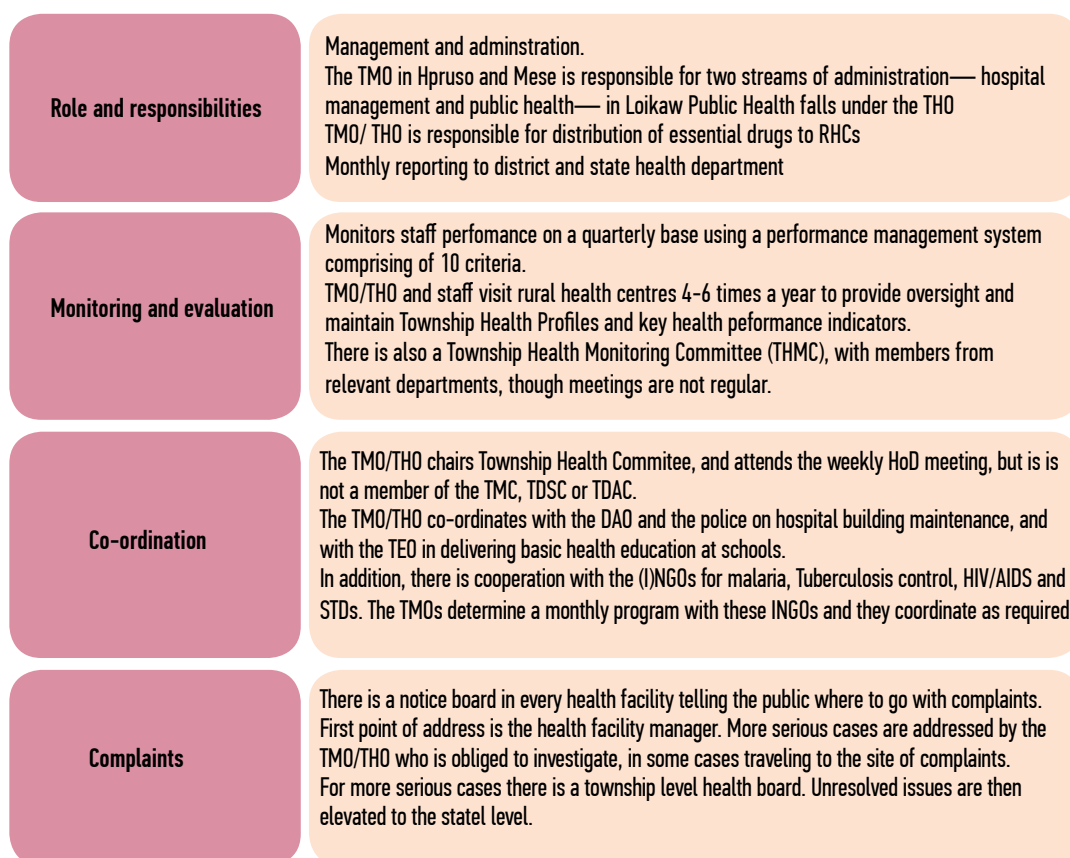 Role and responsibilities
Management and adminstration.
The TMO in Hpruso and Mese is responsible for two streams of administration— hospital
management and public health— in Loikaw Public Health falls under the THO
TMO/ THO is responsible for distribution of essential drugs to RHCs
Monthly reporting to district and state health department
Monitoring and evaluation
Monitors staff perfomance on a quarterly base using a performance management system
comprising of 10 criteria.
TMO/THO and staff visit rural health centres 4-6 times a year to provide oversight and
maintain Township Health Profiles and key health peformance indicators.
There is also a Township Health Monitoring Committee (THMC), with members from
relevant departments, though meetings are not regular.
Co-ordination
The TMO/THO chairs Township Health Commitee, and attends the weekly HoD meeting, but is is
not a member of the TMC, TDSC or TDAC.
The TMO/THO co-ordinates with the DAO and the police on hospital building maintenance, and
with the TEO in delivering basic health education at schools.
In addition, there is cooperation with the (I)NGOs for malaria, Tuberculosis control, HIV/AIDS and
STDs. The TMOs determine a monthly program with these INGOs and they coordinate as required
Complaints
There is a notice board in every health facility telling the public where to go with complaints.
First point of address is the health facility manager. More serious cases are addressed by the
TMO/THO who is obliged to investigate, in some cases traveling to the site of complaints.
For more serious cases there is a township level health board. Unresolved issues are then
elevated to the statel level.